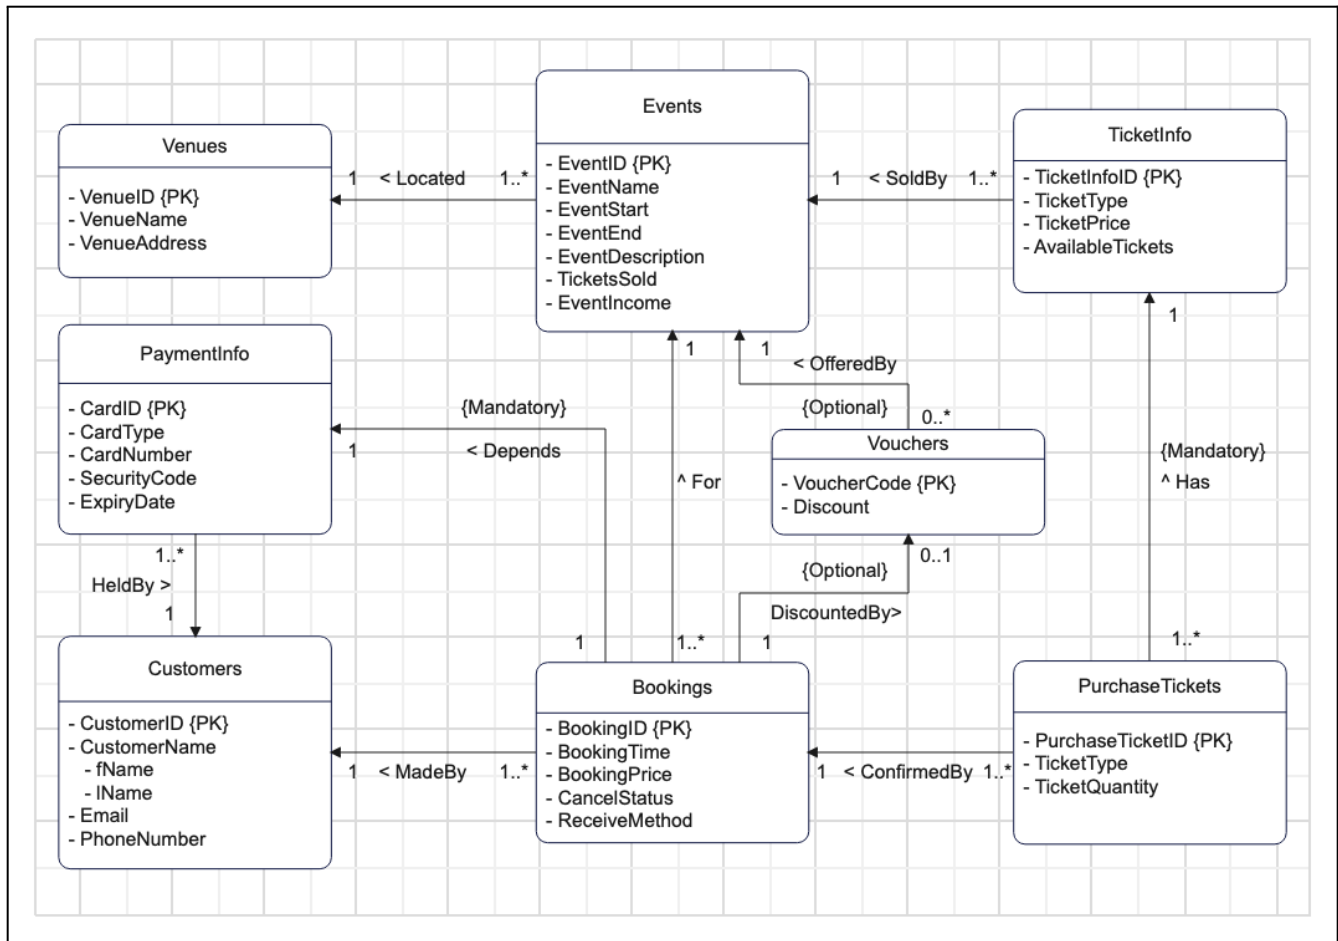 Venues
- VenueID {PK}
- VenueName
- VenueAddress
1 < Located 1..*
Events
- EventID {PK}
- EventName
- EventStart
- EventEnd
- EventDescription
- TicketsSold
- EventIncome
1 < SoldBy 1..*
TicketInfo
- TicketInfoID {PK}
- TicketType
- TicketPrice
- AvailableTickets
PaymentInfo
- CardID {PK}
- CardType
- CardNumber
- SecurityCode
- ExpiryDate
{Mandatory}
1 < Depends
1
1
^ For
1..*
1
< OfferedBy
{Optional}
0..*
Vouchers
- VoucherCode {PK}
- Discount
0..1
{Optional}
DiscountedBy>
1
1
{Mandatory}
^ Has
1..*
1..*
HeldBy >
1
Customers
- CustomerID {PK}
- CustomerName
- fName
- lName
- Email
- PhoneNumber
1 < MadeBy 1..*
Bookings
- BookingID {PK}
- BookingTime
- BookingPrice
- CancelStatus
- ReceiveMethod
1 < ConfirmedBy 1..*
PurchaseTickets
- PurchaseTicketID {PK}
- TicketType
- TicketQuantity